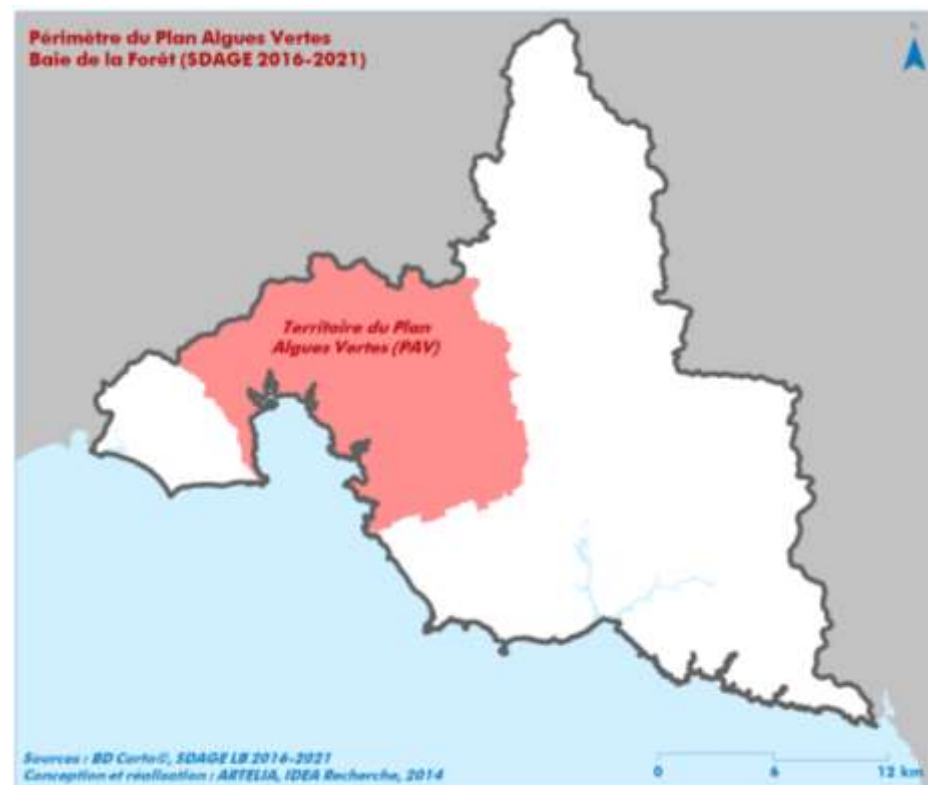 Périmètre du Plan Algues Vertes
Baie de la Forêt (SDAGE 2016-2021)
N
Territoire du Plan
Algues Vertes (PAV)
Sources : BD Carto©, SDAGE LB 2016-2021
Conception et réalisation : ARTELIA, IDEA Recherche, 2014
0 6 12 km